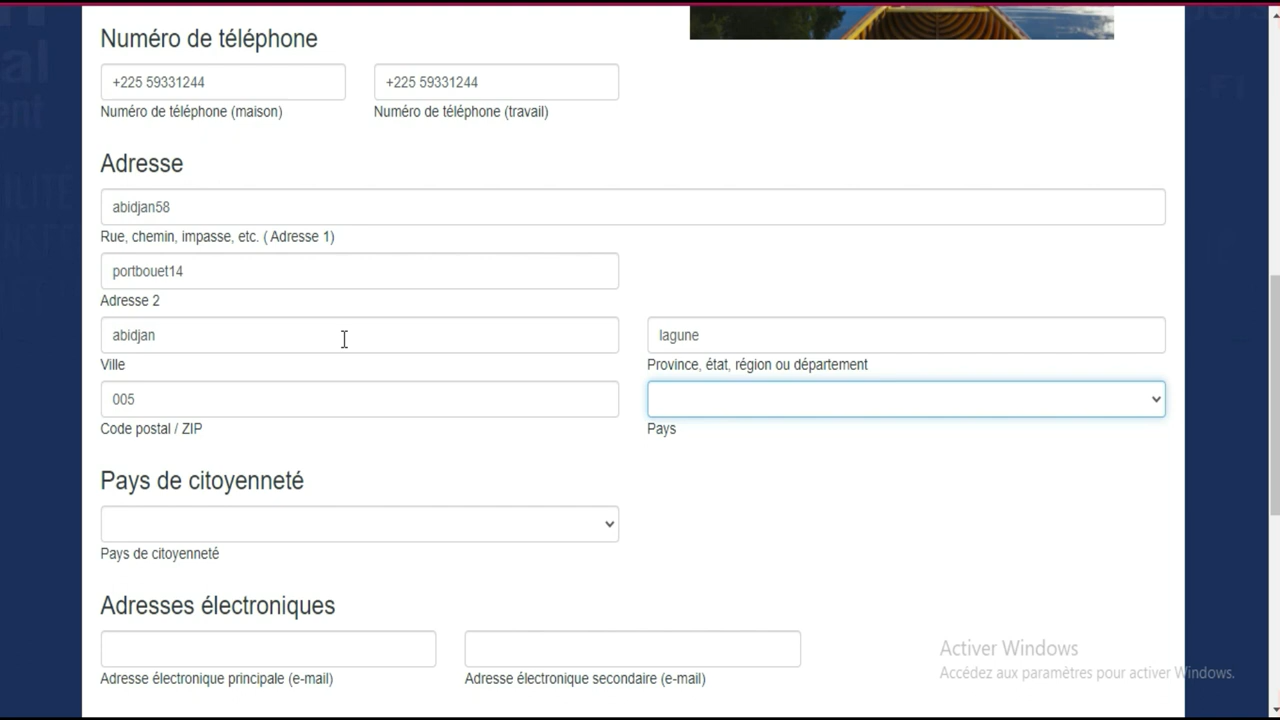 Numéro de téléphone
+225 59331244
+225 59331244
Numéro de téléphone (maison)
Numéro de téléphone (travail)
Adresse
abidjan58
Rue, chemin, impasse, etc. ( Adresse 1)
portbouet14
Adresse 2
abidjan
lagune
Ville
Province, état, région ou département
005
Code postal / ZIP
Pays
Pays de citoyenneté
Pays de citoyenneté
Adresses électroniques
Adresse électronique principale (e-mail)
Adresse électronique secondaire (e-mail)
Activer Windows
Accédez aux paramètres pour activer Windows.